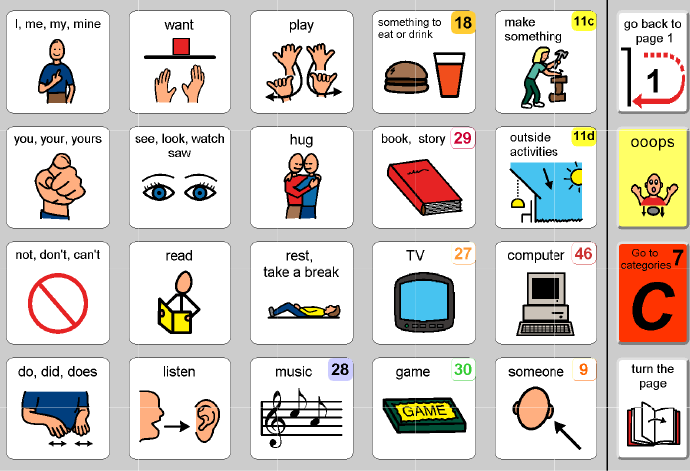 I, me, my, mine
want
play
something to
eat or drink
18
make
something
11c
go back to
page 1
1
you, your, yours
see, look, watch
saw
hug
book, story
29
outside
activities
11d
ooops
not, don't, can't
read
rest,
take a break
TV
27
computer
46
Go to
categories
7
C
do, did, does
listen
music
28
game
30
GAME
someone
9
turn the
page